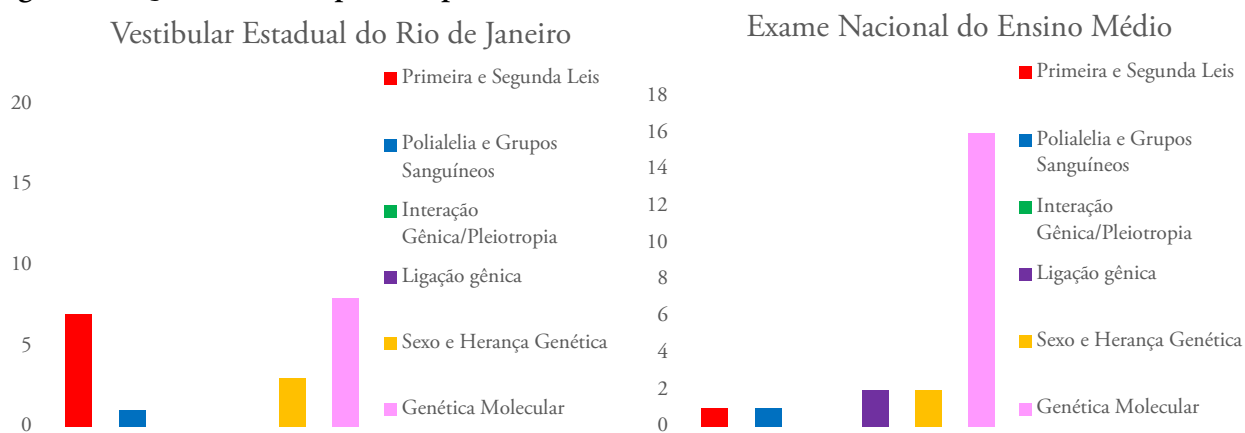 Vestibular Estadual do Rio de Janeiro
20
15
10
5
0
Primeira e Segunda Leis
Polialelia e Grupos
Sanguíneos
Interação
Gênica/Pleiotropia
Ligação gênica
Sexo e Herança Genética
Genética Molecular
Exame Nacional do Ensino Médio
18
16
14
12
10
8
6
4
2
0
Primeira e Segunda Leis
Polialelia e Grupos
Sanguíneos
Interação
Gênica/Pleiotropia
Ligação gênica
Sexo e Herança Genética
Genética Molecular